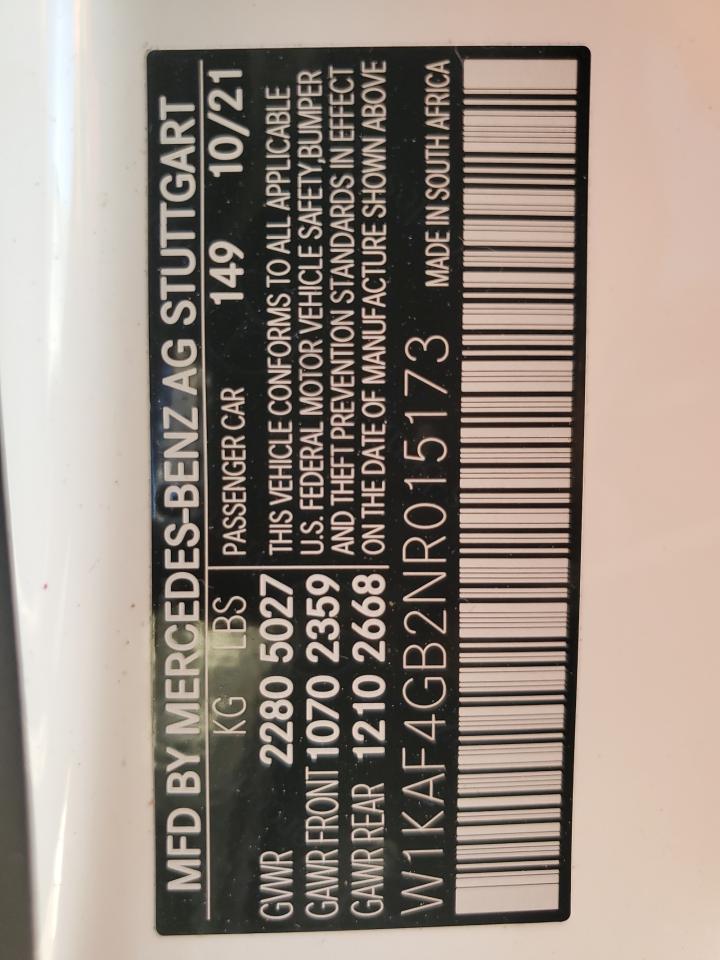 MFD BY MERCEDES-BENZ AG STUTTGART
KG LBS PASSENGER CAR 149 10/21
GVWR 2280 5027 THIS VEHICLE CONFORMS TO ALL APPLICABLE
GAWR FRONT 1070 2359 U.S. FEDERAL MOTOR VEHICLE SAFETY,BUMPER
AND THEFT PREVENTION STANDARDS IN EFFECT
GAWR REAR 1210 2668 ON THE DATE OF MANUFACTURE SHOWN ABOVE
W1KAF4GB2NR015173 MADE IN SOUTH AFRICA